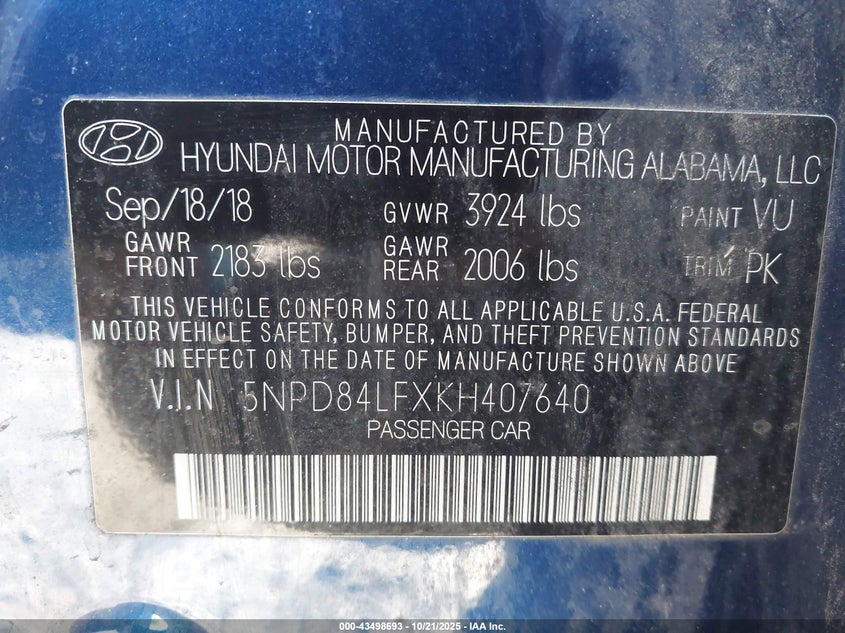 MANUFACTURED BY
HYUNDAI MOTOR MANUFACTURING ALABAMA, LLC
Sep/18/18 GVWR 3924 lbs PAINT VU
GAWR FRONT 2183 lbs GAWR REAR 2006 lbs TRIM PK
THIS VEHICLE CONFORMS TO ALL APPLICABLE U.S.A. FEDERAL
MOTOR VEHICLE SAFETY, BUMPER, AND THEFT PREVENTION STANDARDS
IN EFFECT ON THE DATE OF MANUFACTURE SHOWN ABOVE
V.I.N 5NPD84LFXKH407640
PASSENGER CAR
000-43498693 - 10/21/2025 - IAA Inc.